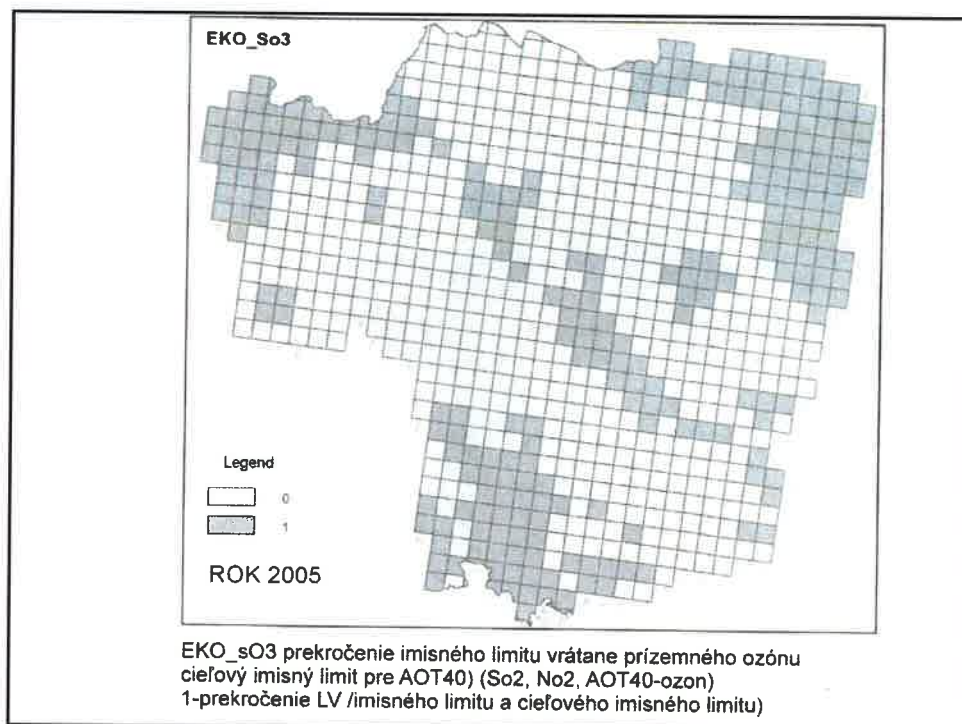 EKO_So3
Legend
0
1
ROK 2005
EKO_sO3 prekročenie imisného limitu vrátane prízemného ozónu
cieľový imisný limit pre AOT40) (So2, No2, AOT40-ozon)
1-prekročenie LV /imisného limitu a cieľového imisného limitu)